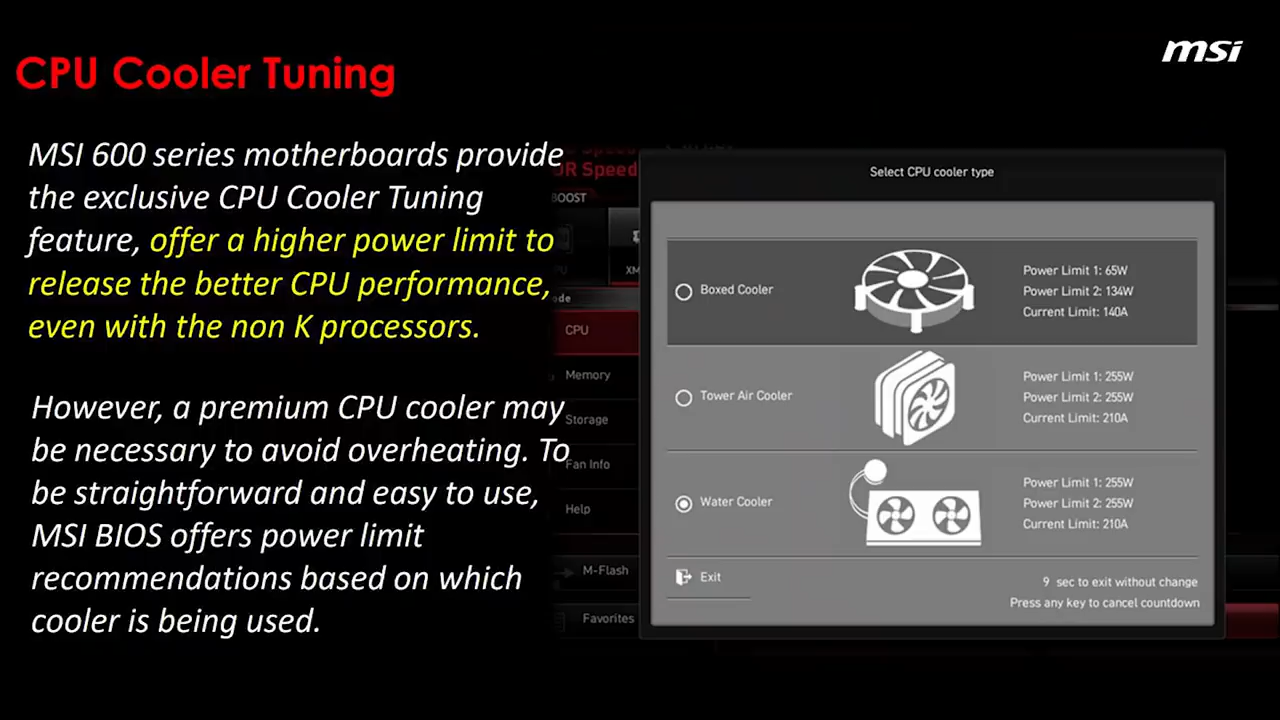 msi
CPU Cooler Tuning
MSI 600 series motherboards provide
the exclusive CPU Cooler Tuning
feature, offer a higher power limit to
release the better CPU performance,
even with the non K processors.
However, a premium CPU cooler may
be necessary to avoid overheating. To
be straightforward and easy to use,
MSI BIOS offers power limit
recommendations based on which
cooler is being used.
Speed
BOOST
XM
CPU
Memory
Storage
Fan Info
Help
M-Flash
Favorites
Select CPU cooler type
Boxed Cooler
Power Limit 1: 65W
Power Limit 2: 134W
Current Limit: 140A
Tower Air Cooler
Power Limit 1: 255W
Power Limit 2: 255W
Current Limit: 210A
Water Cooler
Power Limit 1: 255W
Power Limit 2: 255W
Current Limit: 210A
Exit
9 sec to exit without change
Press any key to cancel countdown